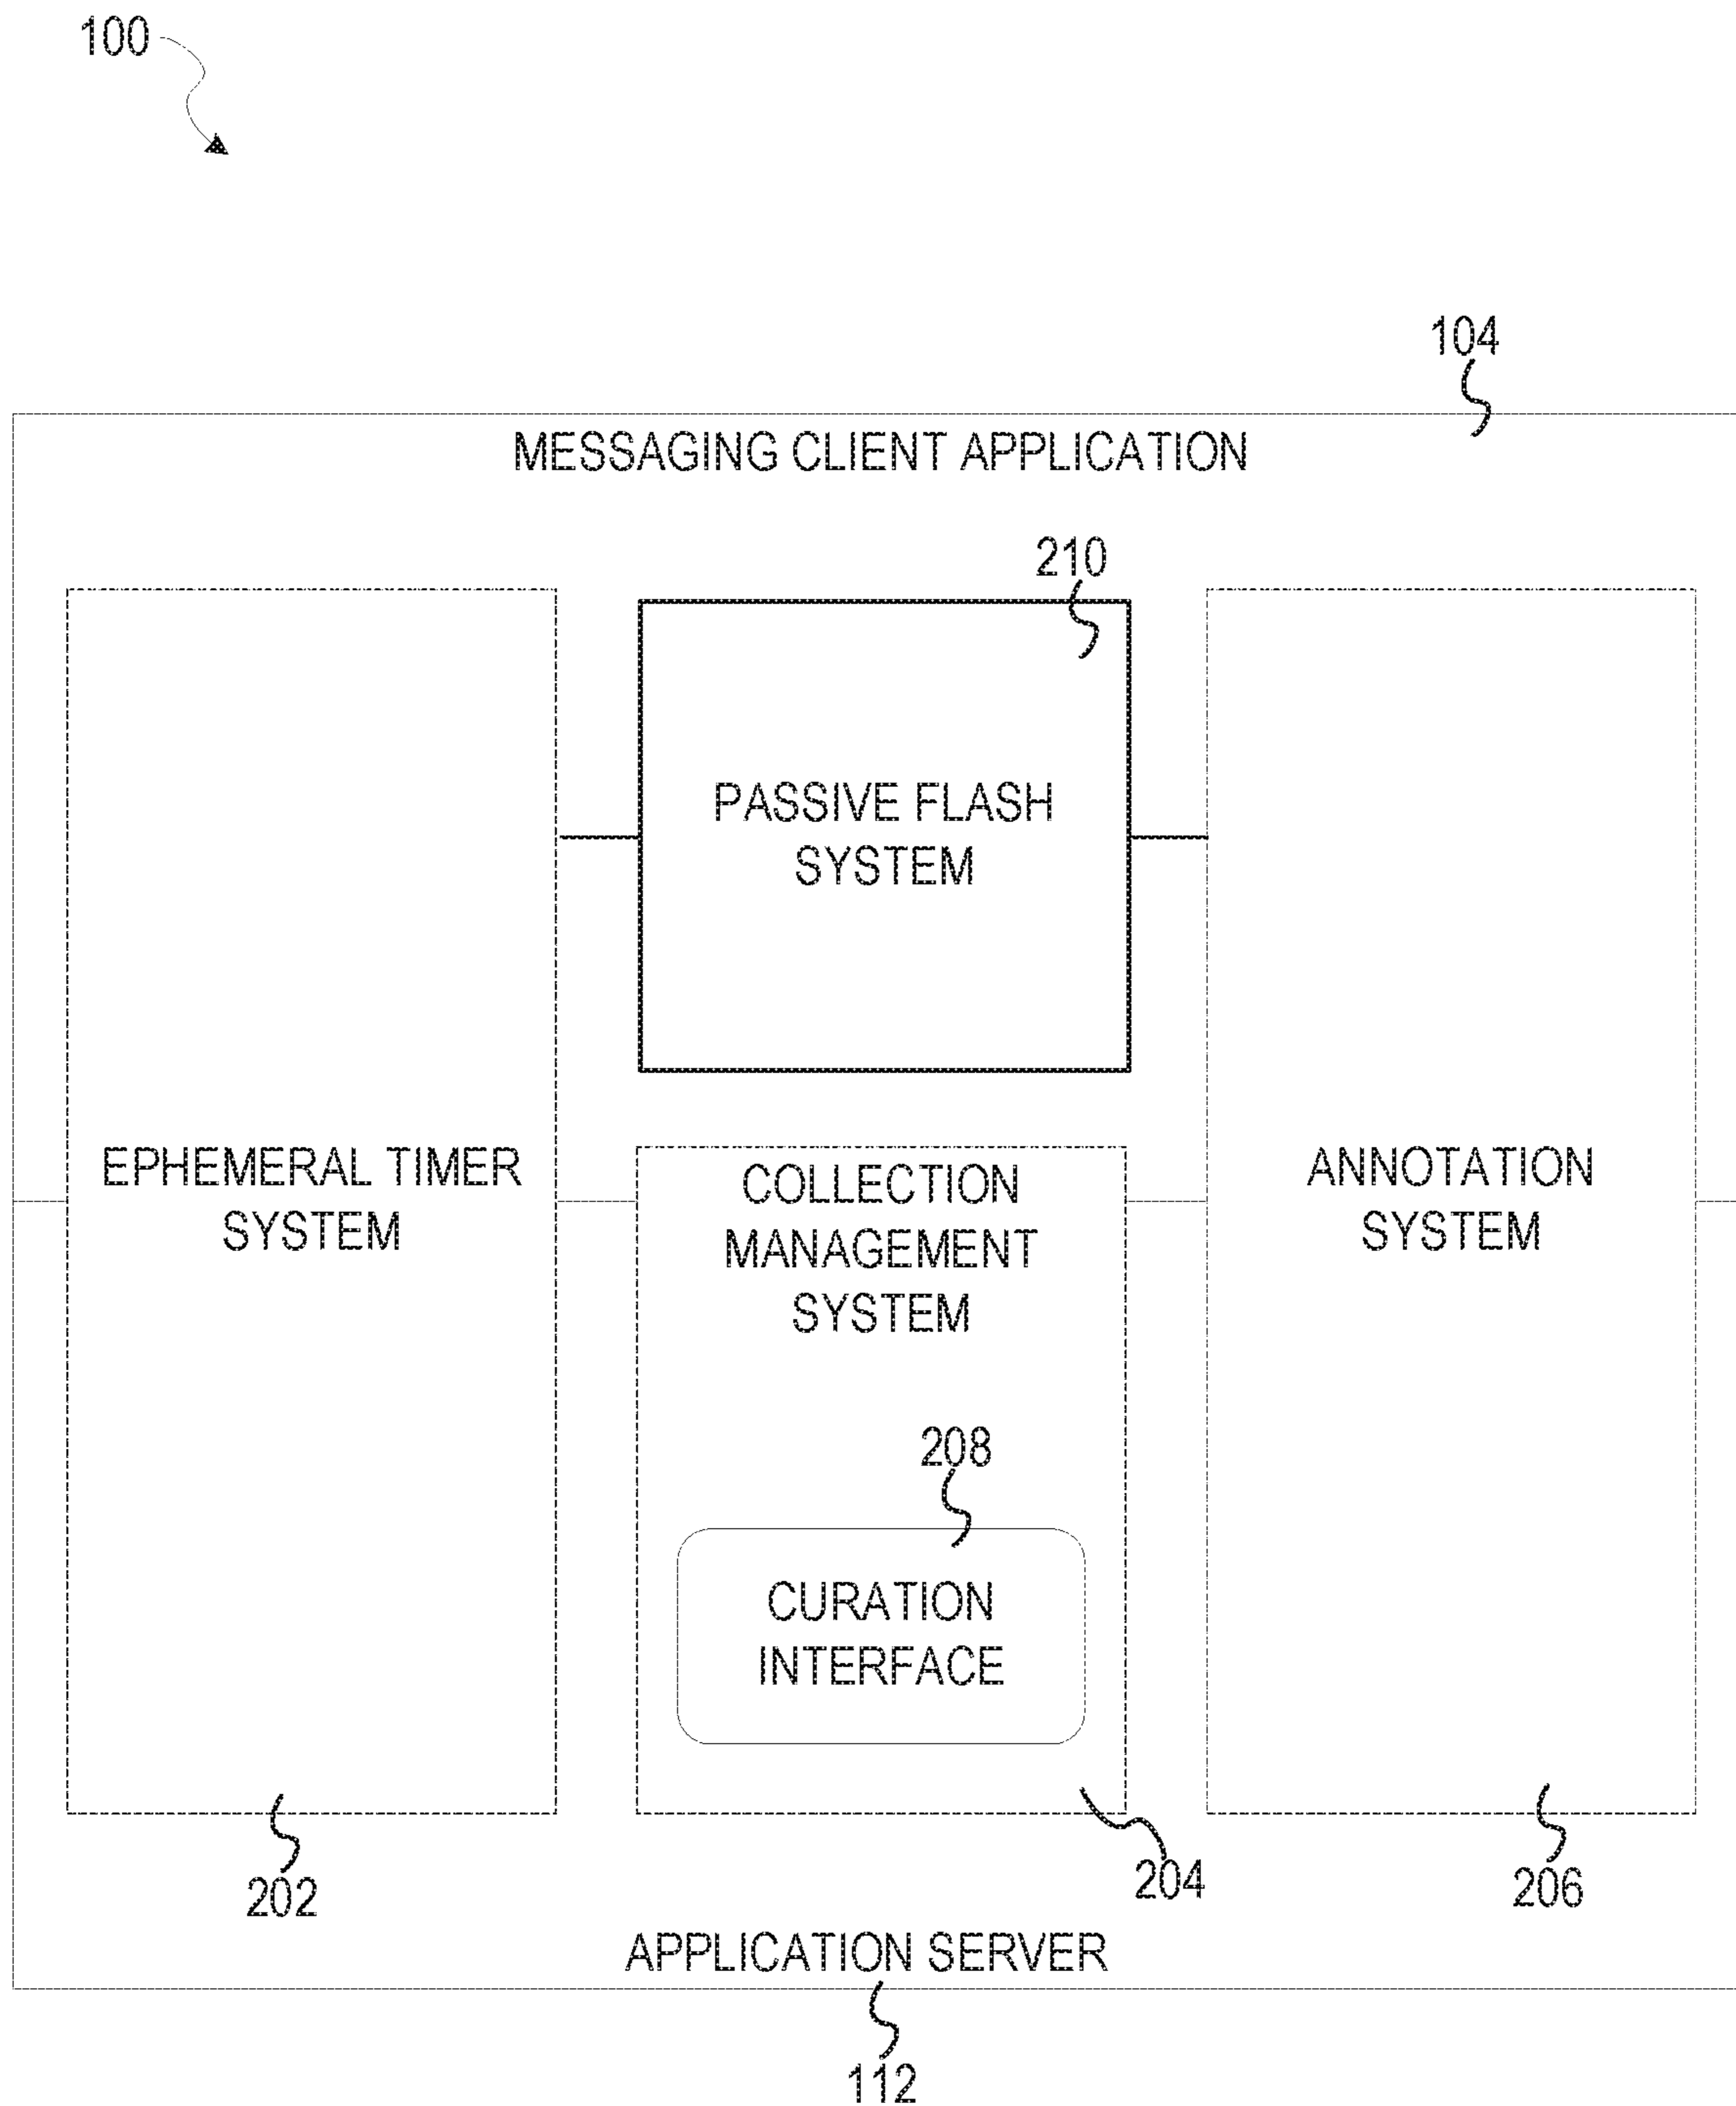 100
104
MESSAGING CLIENT APPLICATION
210
PASSIVE FLASH
SYSTEM
EPHEMERAL TIMER
SYSTEM
COLLECTION
MANAGEMENT
SYSTEM
ANNOTATION
SYSTEM
208
CURATION
INTERFACE
202
204
206
APPLICATION SERVER
112